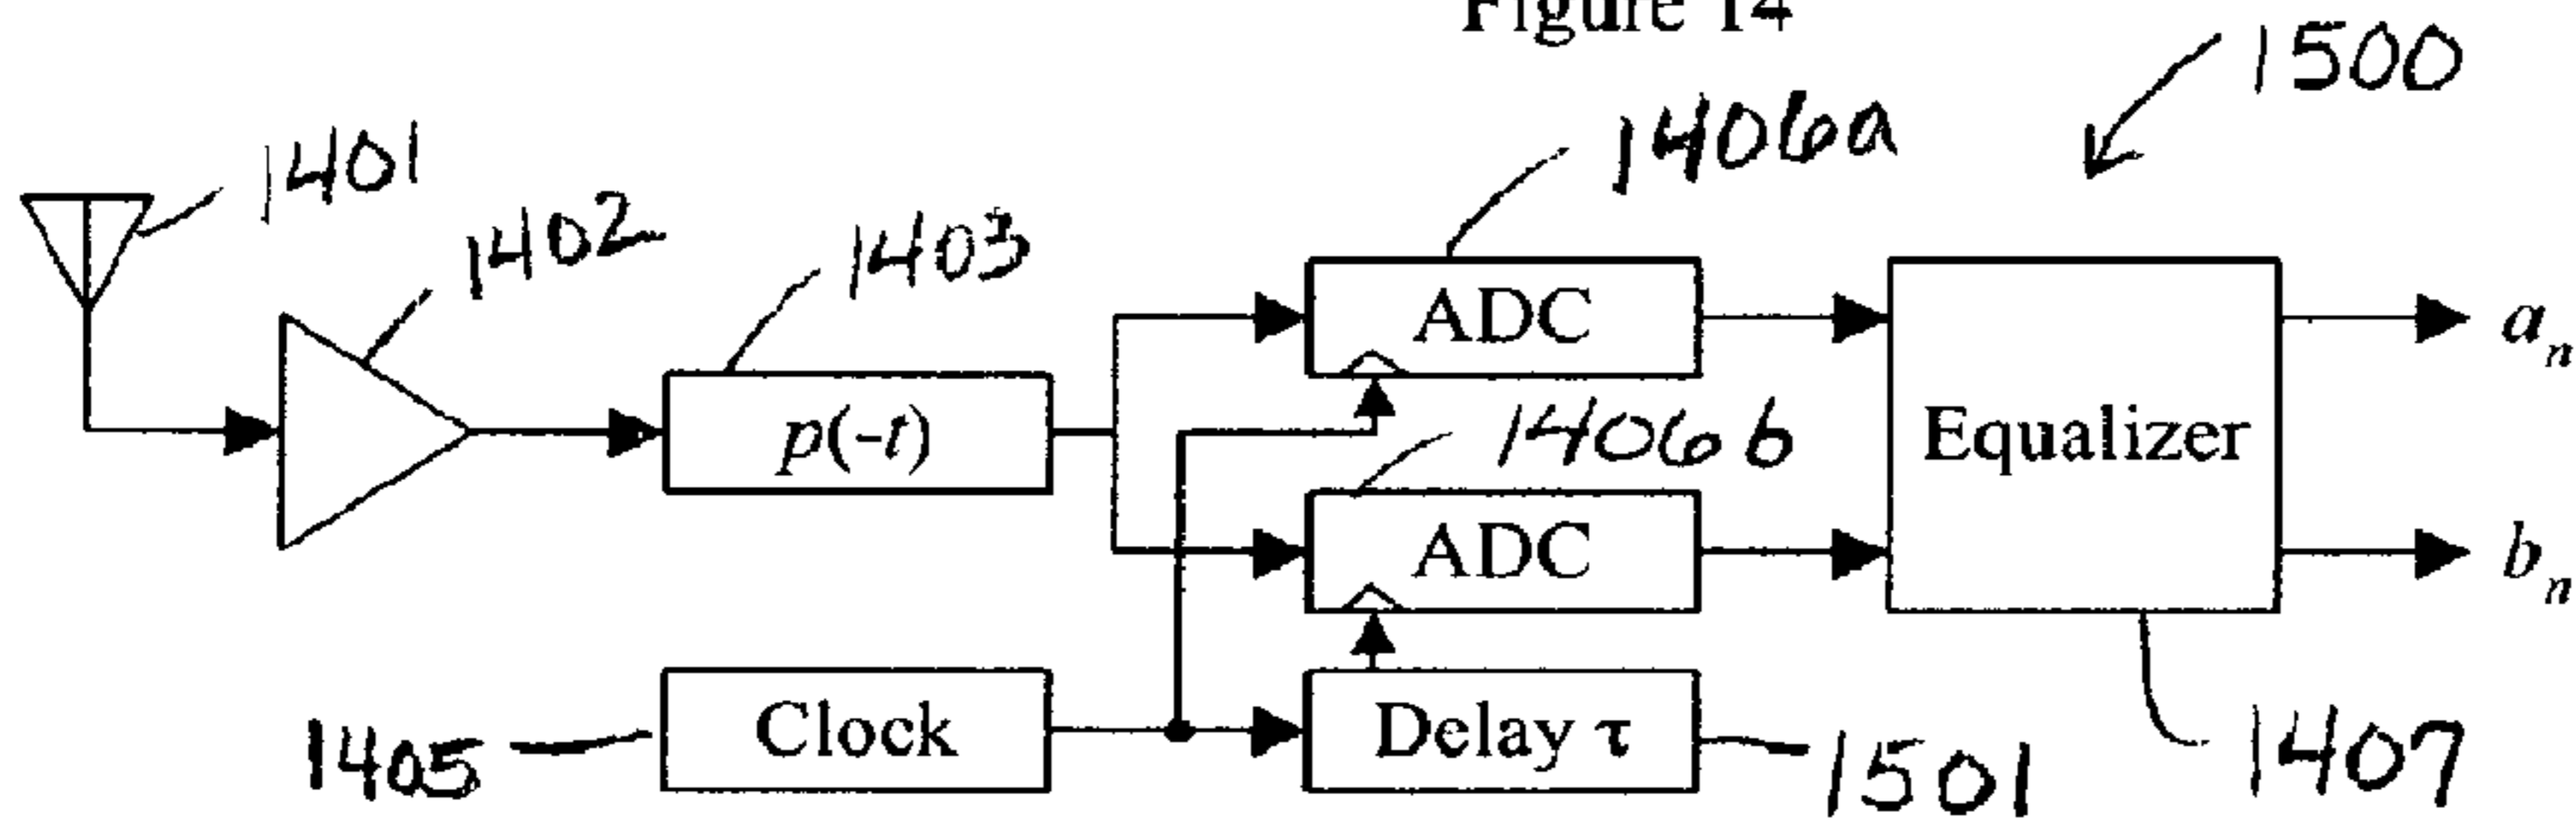 Figure 14
1500
1406a
1401
1402
1403
ADC
a_n
p(-t)
1406b
Equalizer
ADC
b_n
1405
Clock
Delay τ
1501
1407